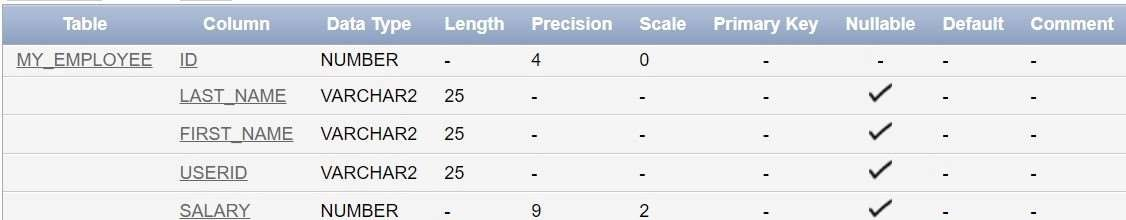 Table Column Data Type Length Precision Scale Primary Key Nullable Default Comment
MY_EMPLOYEE ID NUMBER - 4 0 - - - -
LAST_NAME VARCHAR2 25 - - - ✓ - -
FIRST_NAME VARCHAR2 25 - - - ✓ - -
USERID VARCHAR2 25 - - - ✓ - -
SALARY NUMBER - 9 2 - ✓ - -